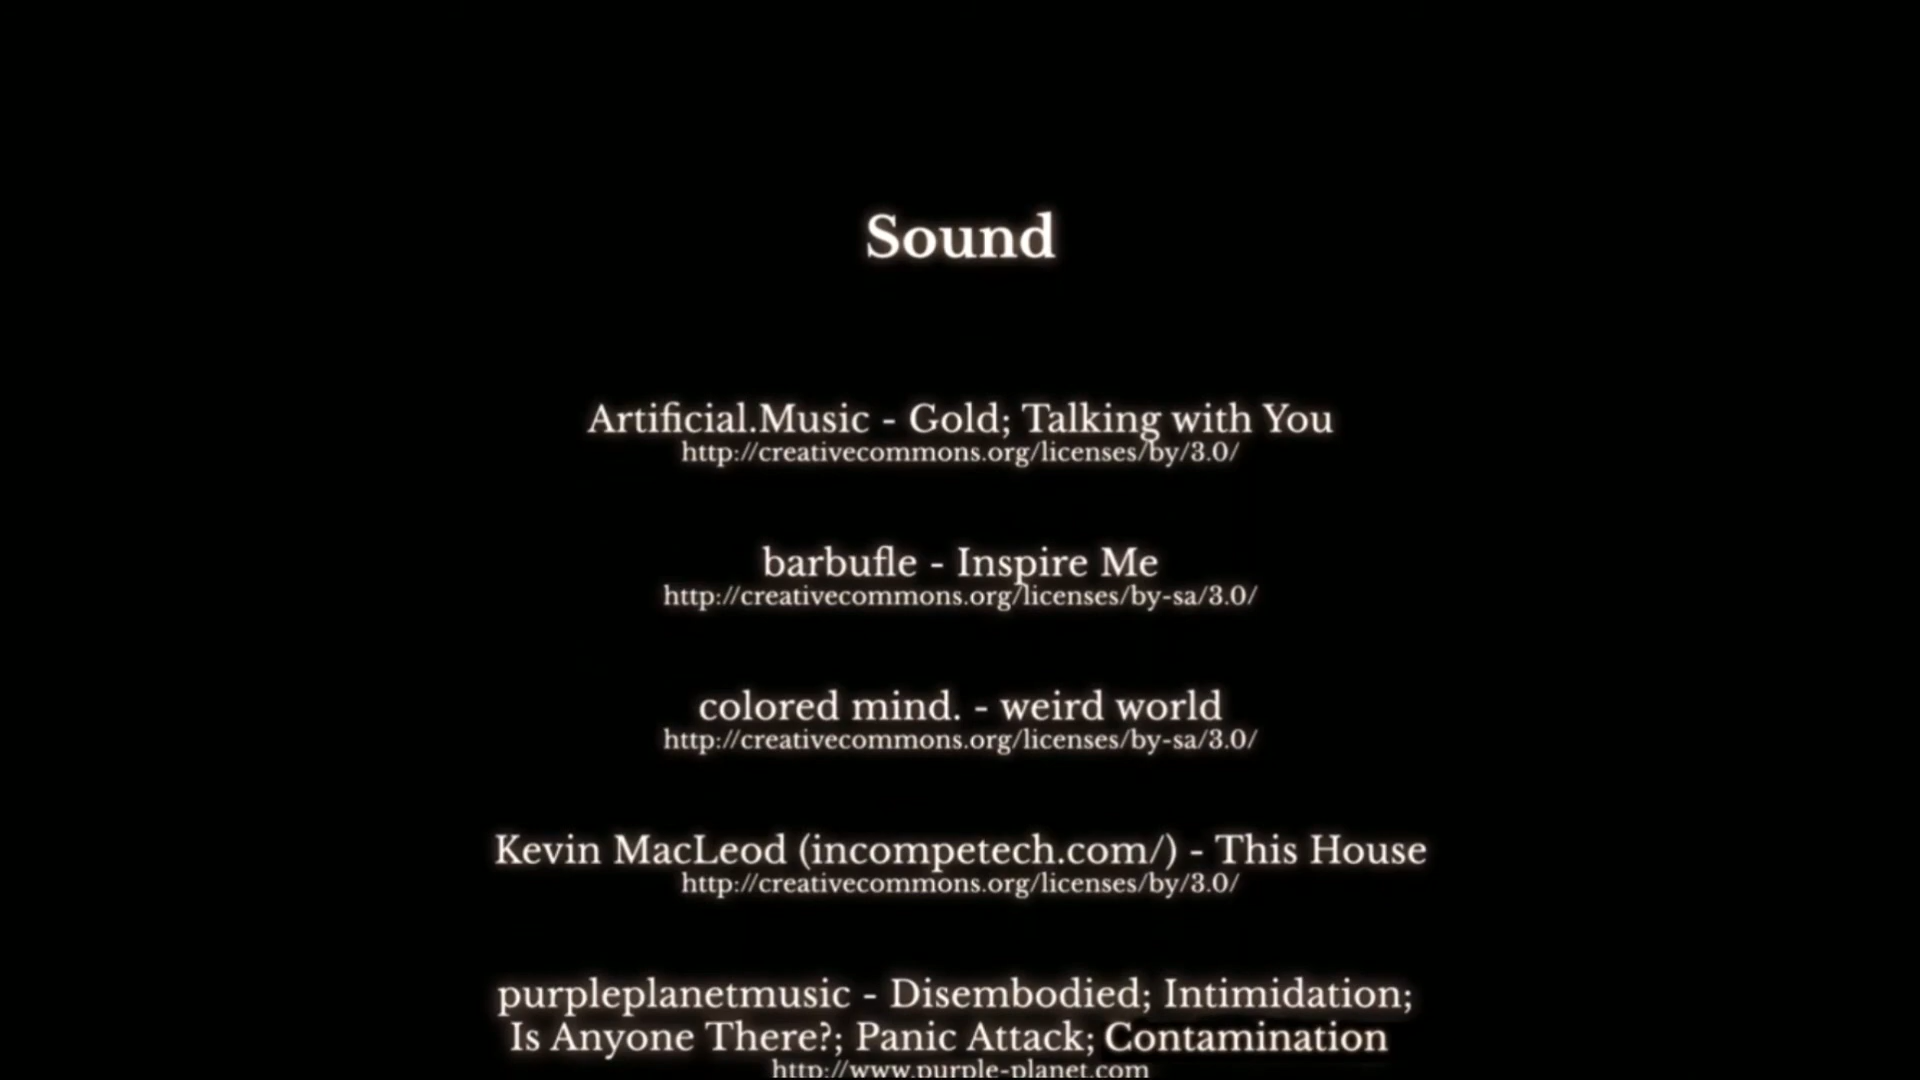 Sound
Artificial.Music - Gold; Talking with You
http://creativecommons.org/licenses/by/3.0/
barbufle - Inspire Me
http://creativecommons.org/licenses/by-sa/3.0/
colored mind. - weird world
http://creativecommons.org/licenses/by-sa/3.0/
Kevin MacLeod (incompetech.com/) - This House
http://creativecommons.org/licenses/by/3.0/
purpleplanetmusic - Disembodied; Intimidation;
Is Anyone There?; Panic Attack; Contamination
http://www.purple-planet.com